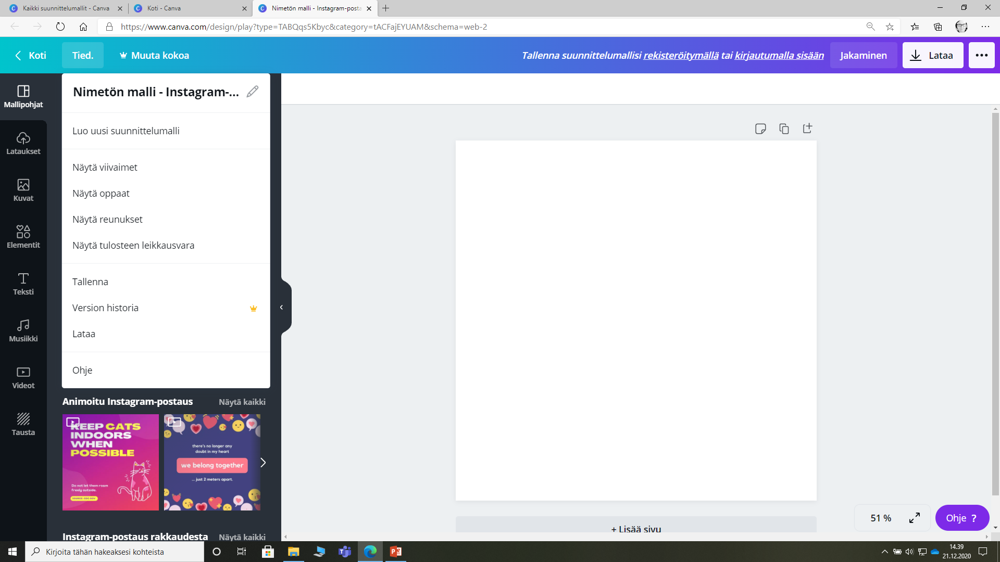 Kaikki suunnittelumallit - Canva
Koti - Canva
Nimetön malli - Instagram-posta
https://www.canva.com/design/play?type=TABQqs5Kbyc&category=tACFajEYUAM&schema=web-2
Koti
Tied.
Muuta kokoa
Tallenna suunnittelumallisi rekisteröitymällä tai kirjautumalla sisään
Jakaminen
Lataa
Mallipohjat
Lataukset
Kuvat
Elementit
Teksti
Musiikki
Videot
Tausta
Nimetön malli - Instagram-...
Luo uusi suunnittelumalli
Näytä viivaimet
Näytä oppaat
Näytä reunukset
Näytä tulosteen leikkausvara
Tallenna
Version historia
Lataa
Ohje
Animoitu Instagram-postaus
Näytä kaikki
KEEP CATS
INDOORS
WHEN
POSSIBLE
Do not let them roam
freely outside.
SOURCE: CDC.GOV
there's no longer any
doubt in my heart
we belong together
... just 2 meters apart.
Instagram-postaus rakkaudesta
Näytä kaikki
+ Lisää sivu
51 %
Ohje ?
Kirjoita tähän hakeaksesi kohteista
14.39
21.12.2020